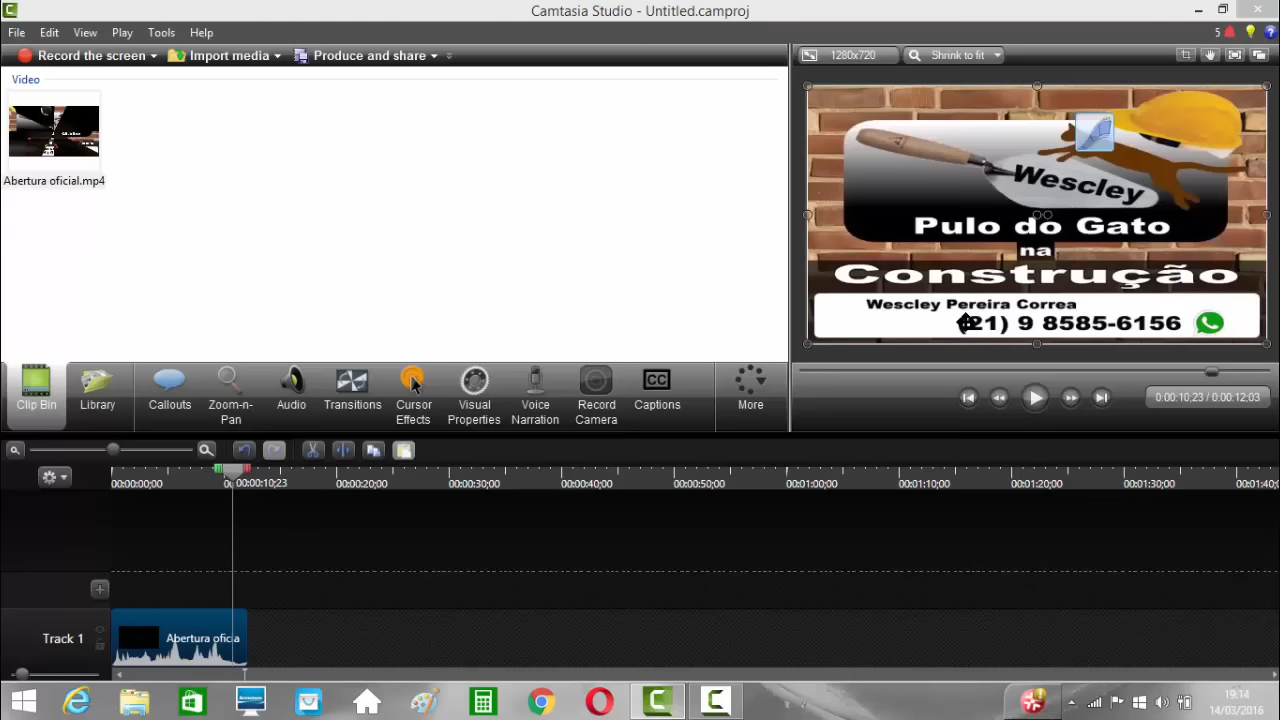 Camtasia Studio - Untitled.camproj
File Edit View Play Tools Help
5
Record the screen Import media Produce and share
1280x720 Shrink to fit
Video
Abertura oficial.mp4
Wescley
Pulo do Gato
na
Construção
Wescley Pereira Correa
(21) 9 8585-6156
Clip Bin
Library
Callouts
Zoom-n-Pan
Audio
Transitions
Cursor Effects
Visual Properties
Voice Narration
Record Camera
CC
Captions
More
0:00:10;23 / 0:00:12;03
00:00:00;00 00:00:10;23 00:00:20;00 00:00:30;00 00:00:40;00 00:00:50;00 00:01:00;00 00:01:10;00 00:01:20;00 00:01:30;00 00:01:40;
Track 1
Abertura oficia
19:14
14/03/2016